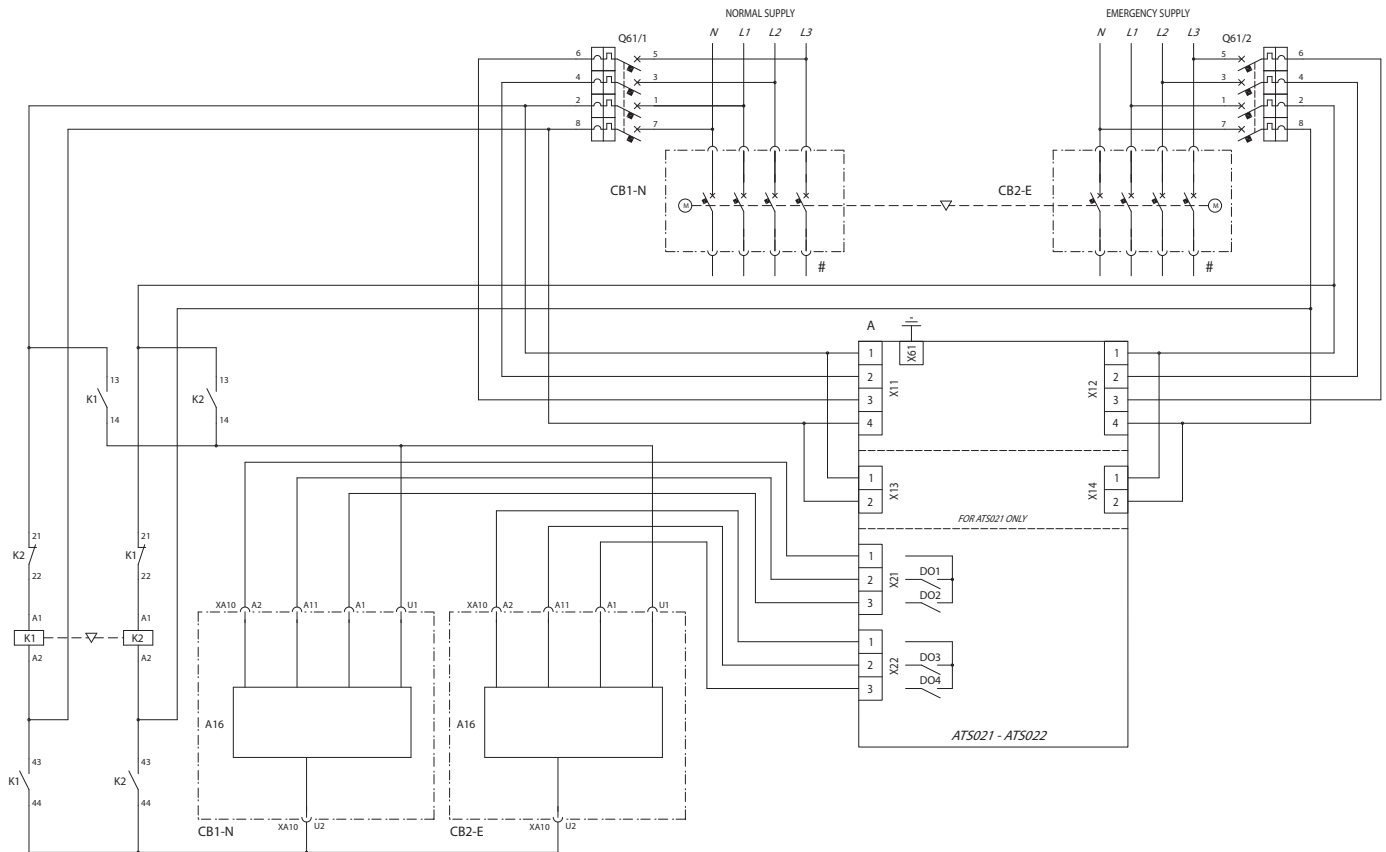 NORMAL SUPPLY
EMERGENCY SUPPLY
N L1 L2 L3
N L1 L2 L3
Q61/1
Q61/2
6 5
4 3
2 1
8 7
5 6
3 4
1 2
7 8
CB1-N
M
CB2-E
M
#
#
A
X61
1
2
3
4
X11
1
2
3
4
X12
1
2
X13
1
2
X14
FOR ATS021 ONLY
1
2
3
X21
DO1
DO2
1
2
3
X22
DO3
DO4
ATS021 - ATS022
13
K1
14
13
K2
14
21
K2
22
21
K1
22
A1
K1
A2
A1
K2
A2
43
K1
44
43
K2
44
XA10 A2 A11 A1 U1
A16
XA10 U2
CB1-N
XA10 A2 A11 A1 U1
A16
XA10 U2
CB2-E